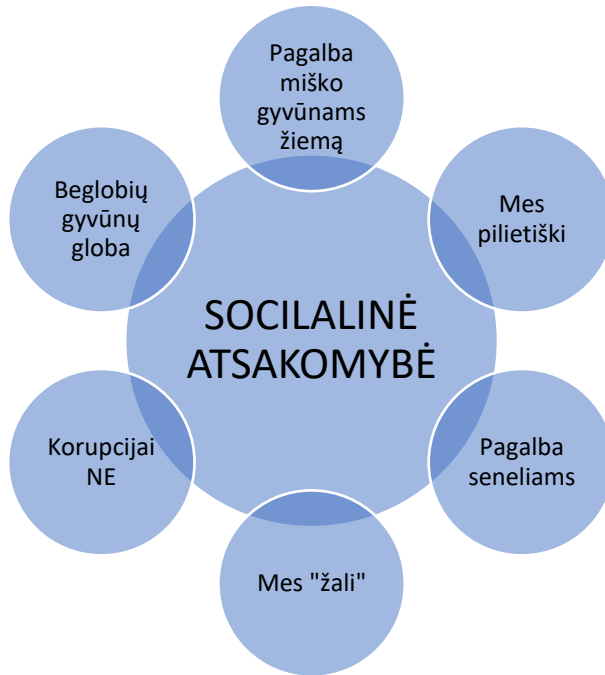 Pagalba
miško
gyvūnams
žiemą
Mes
pilietiški
Pagalba
seneliams
Mes "žali"
Korupcijai
NE
Beglobių
gyvūnų
globa
SOCILALINĖ
ATSAKOMYBĖ